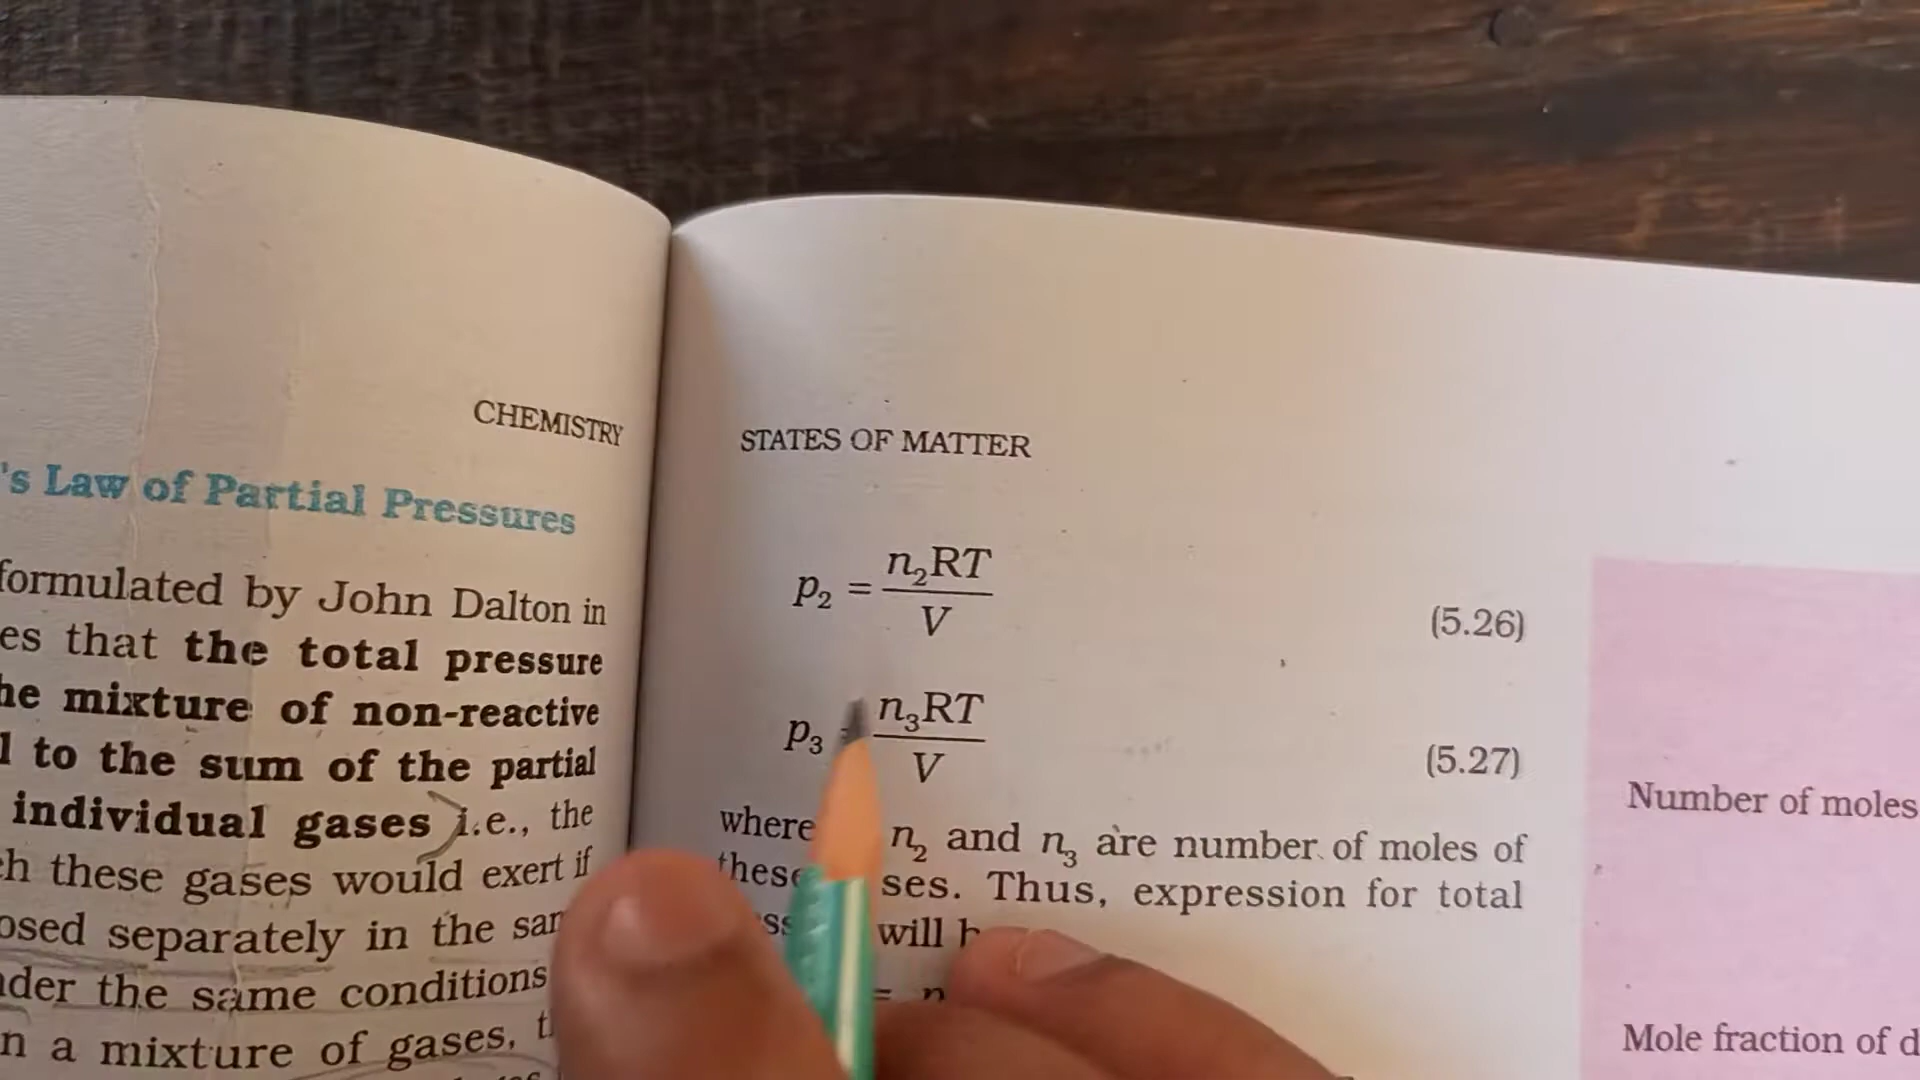 CHEMISTRY
's Law of Partial Pressures
formulated by John Dalton in
es that the total pressure
he mixture of non-reactive
l to the sum of the partial
individual gases) i.e., the
ch these gases would exert if
osed separately in the
nder the same conditions
n a mixture of gases,
STATES OF MATTER
p₂ = n₂RT / V (5.26)
p₃ n₃RT / V (5.27)
where n₂ and n₃ are number of moles of
these ses. Thus, expression for total
will
= n
Number of moles
Mole fraction of d